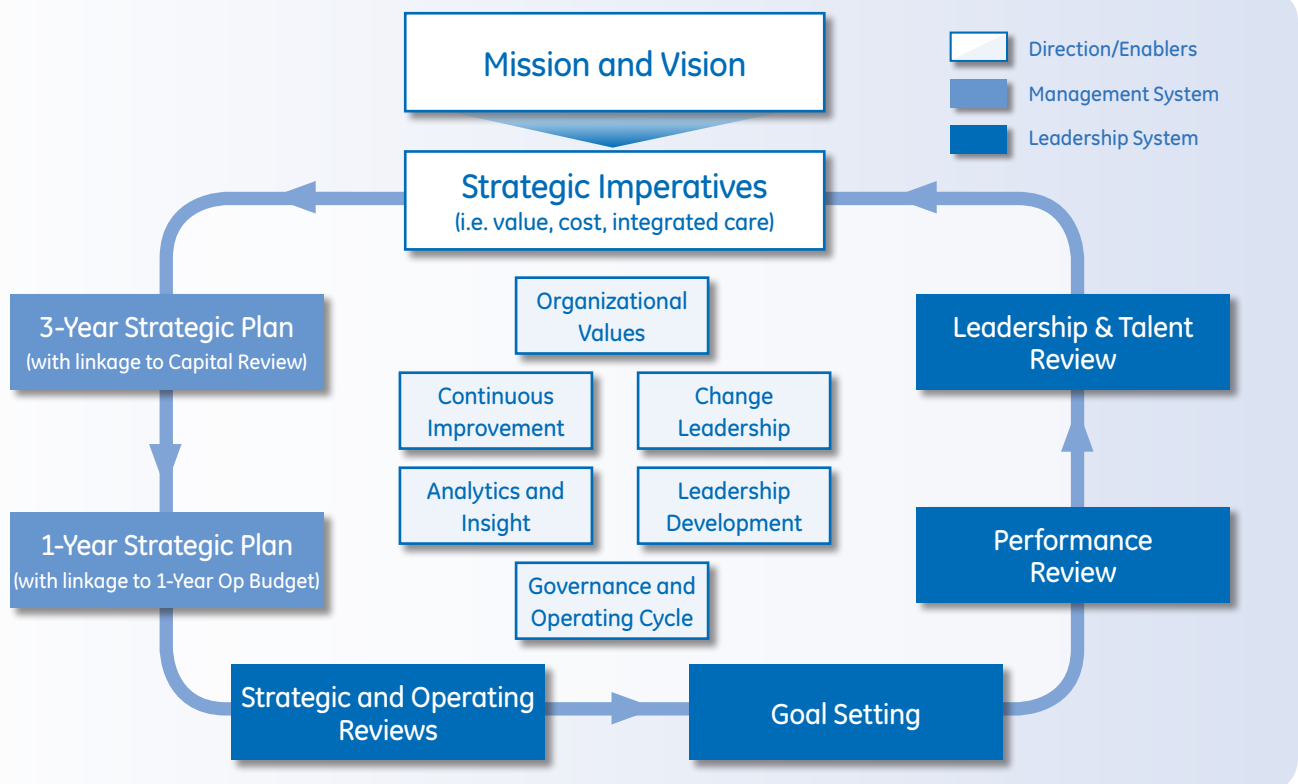 Mission and Vision
Direction/Enablers
Management System
Leadership System
Strategic Imperatives
(i.e. value, cost, integrated care)
3-Year Strategic Plan
(with linkage to Capital Review)
Organizational
Values
Leadership & Talent
Review
Continuous
Improvement
Change
Leadership
Analytics and
Insight
Leadership
Development
1-Year Strategic Plan
(with linkage to 1-Year Op Budget)
Performance
Review
Governance and
Operating Cycle
Strategic and Operating
Reviews
Goal Setting